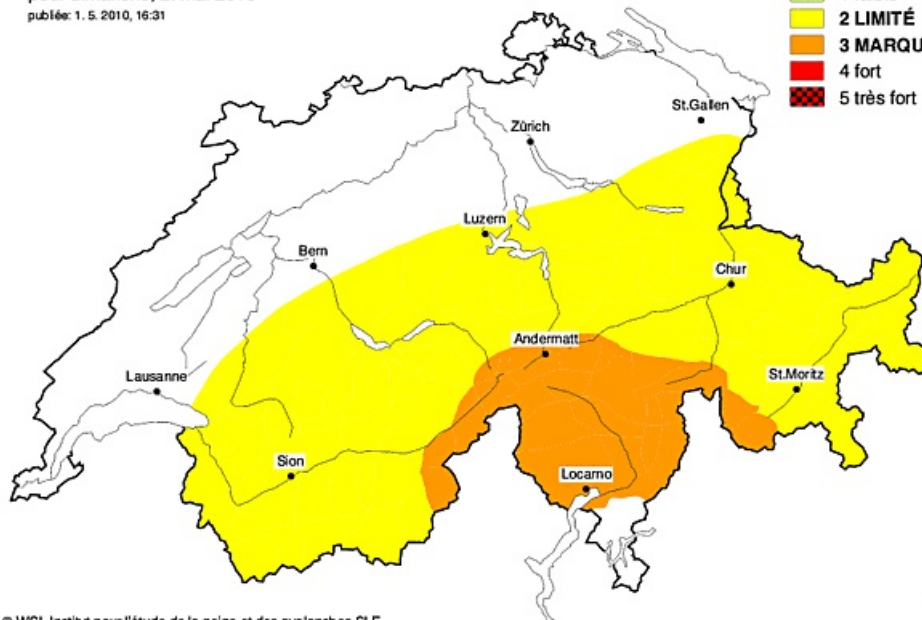 publiée: 1. 5. 2010, 16:31
2 LIMITÉ
3 MARQU
4 fort
5 très fort
St.Gallen
Zürich
Luzern
Bern
Chur
Andermatt
Lausanne
St.Moritz
Sion
Locarno